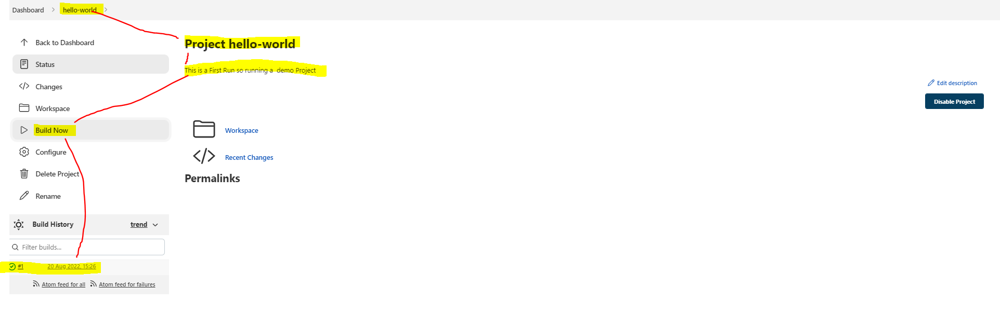 Dashboard
hello-world
Back to Dashboard
Status
Changes
Workspace
Build Now
Configure
Delete Project
Rename
Build History
trend
Filter builds...
#1
20 Aug 2022, 15:26
Atom feed for all
Atom feed for failures
Project hello-world
This is a First Run so running a  demo Project
Edit description
Disable Project
Workspace
Recent Changes
Permalinks